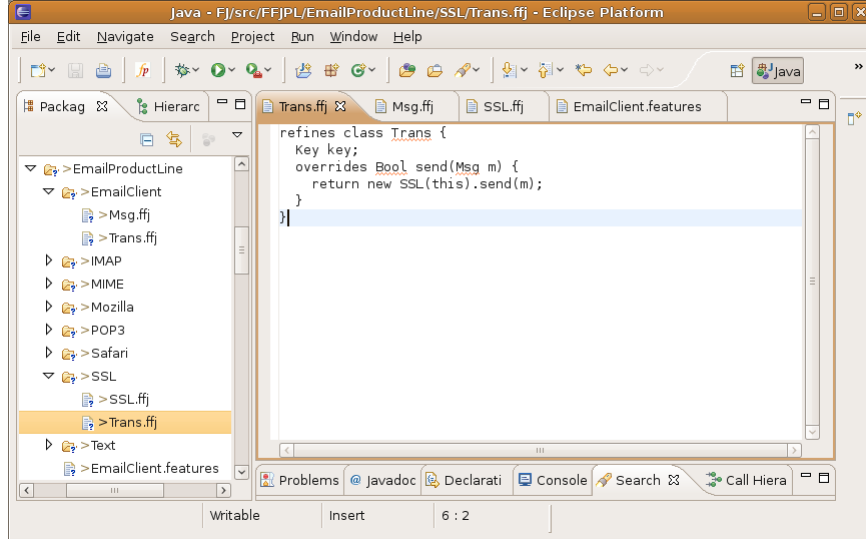 Java - FJ/src/FFJPL/EmailProductLine/SSL/Trans.ffj - Eclipse Platform
File Edit Navigate Search Project Run Window Help
Java »
Packag Hierarc
Trans.ffj Msg.ffj SSL.ffj EmailClient.features
>EmailProductLine
>EmailClient
>Msg.ffj
>Trans.ffj
>IMAP
>MIME
>Mozilla
>POP3
>Safari
>SSL
>SSL.ffj
>Trans.ffj
>Text
>EmailClient.features
refines class Trans {
Key key;
overrides Bool send(Msg m) {
return new SSL(this).send(m);
}
}
Problems @ Javadoc Declarati Console Search Call Hiera
Writable Insert 6 : 2